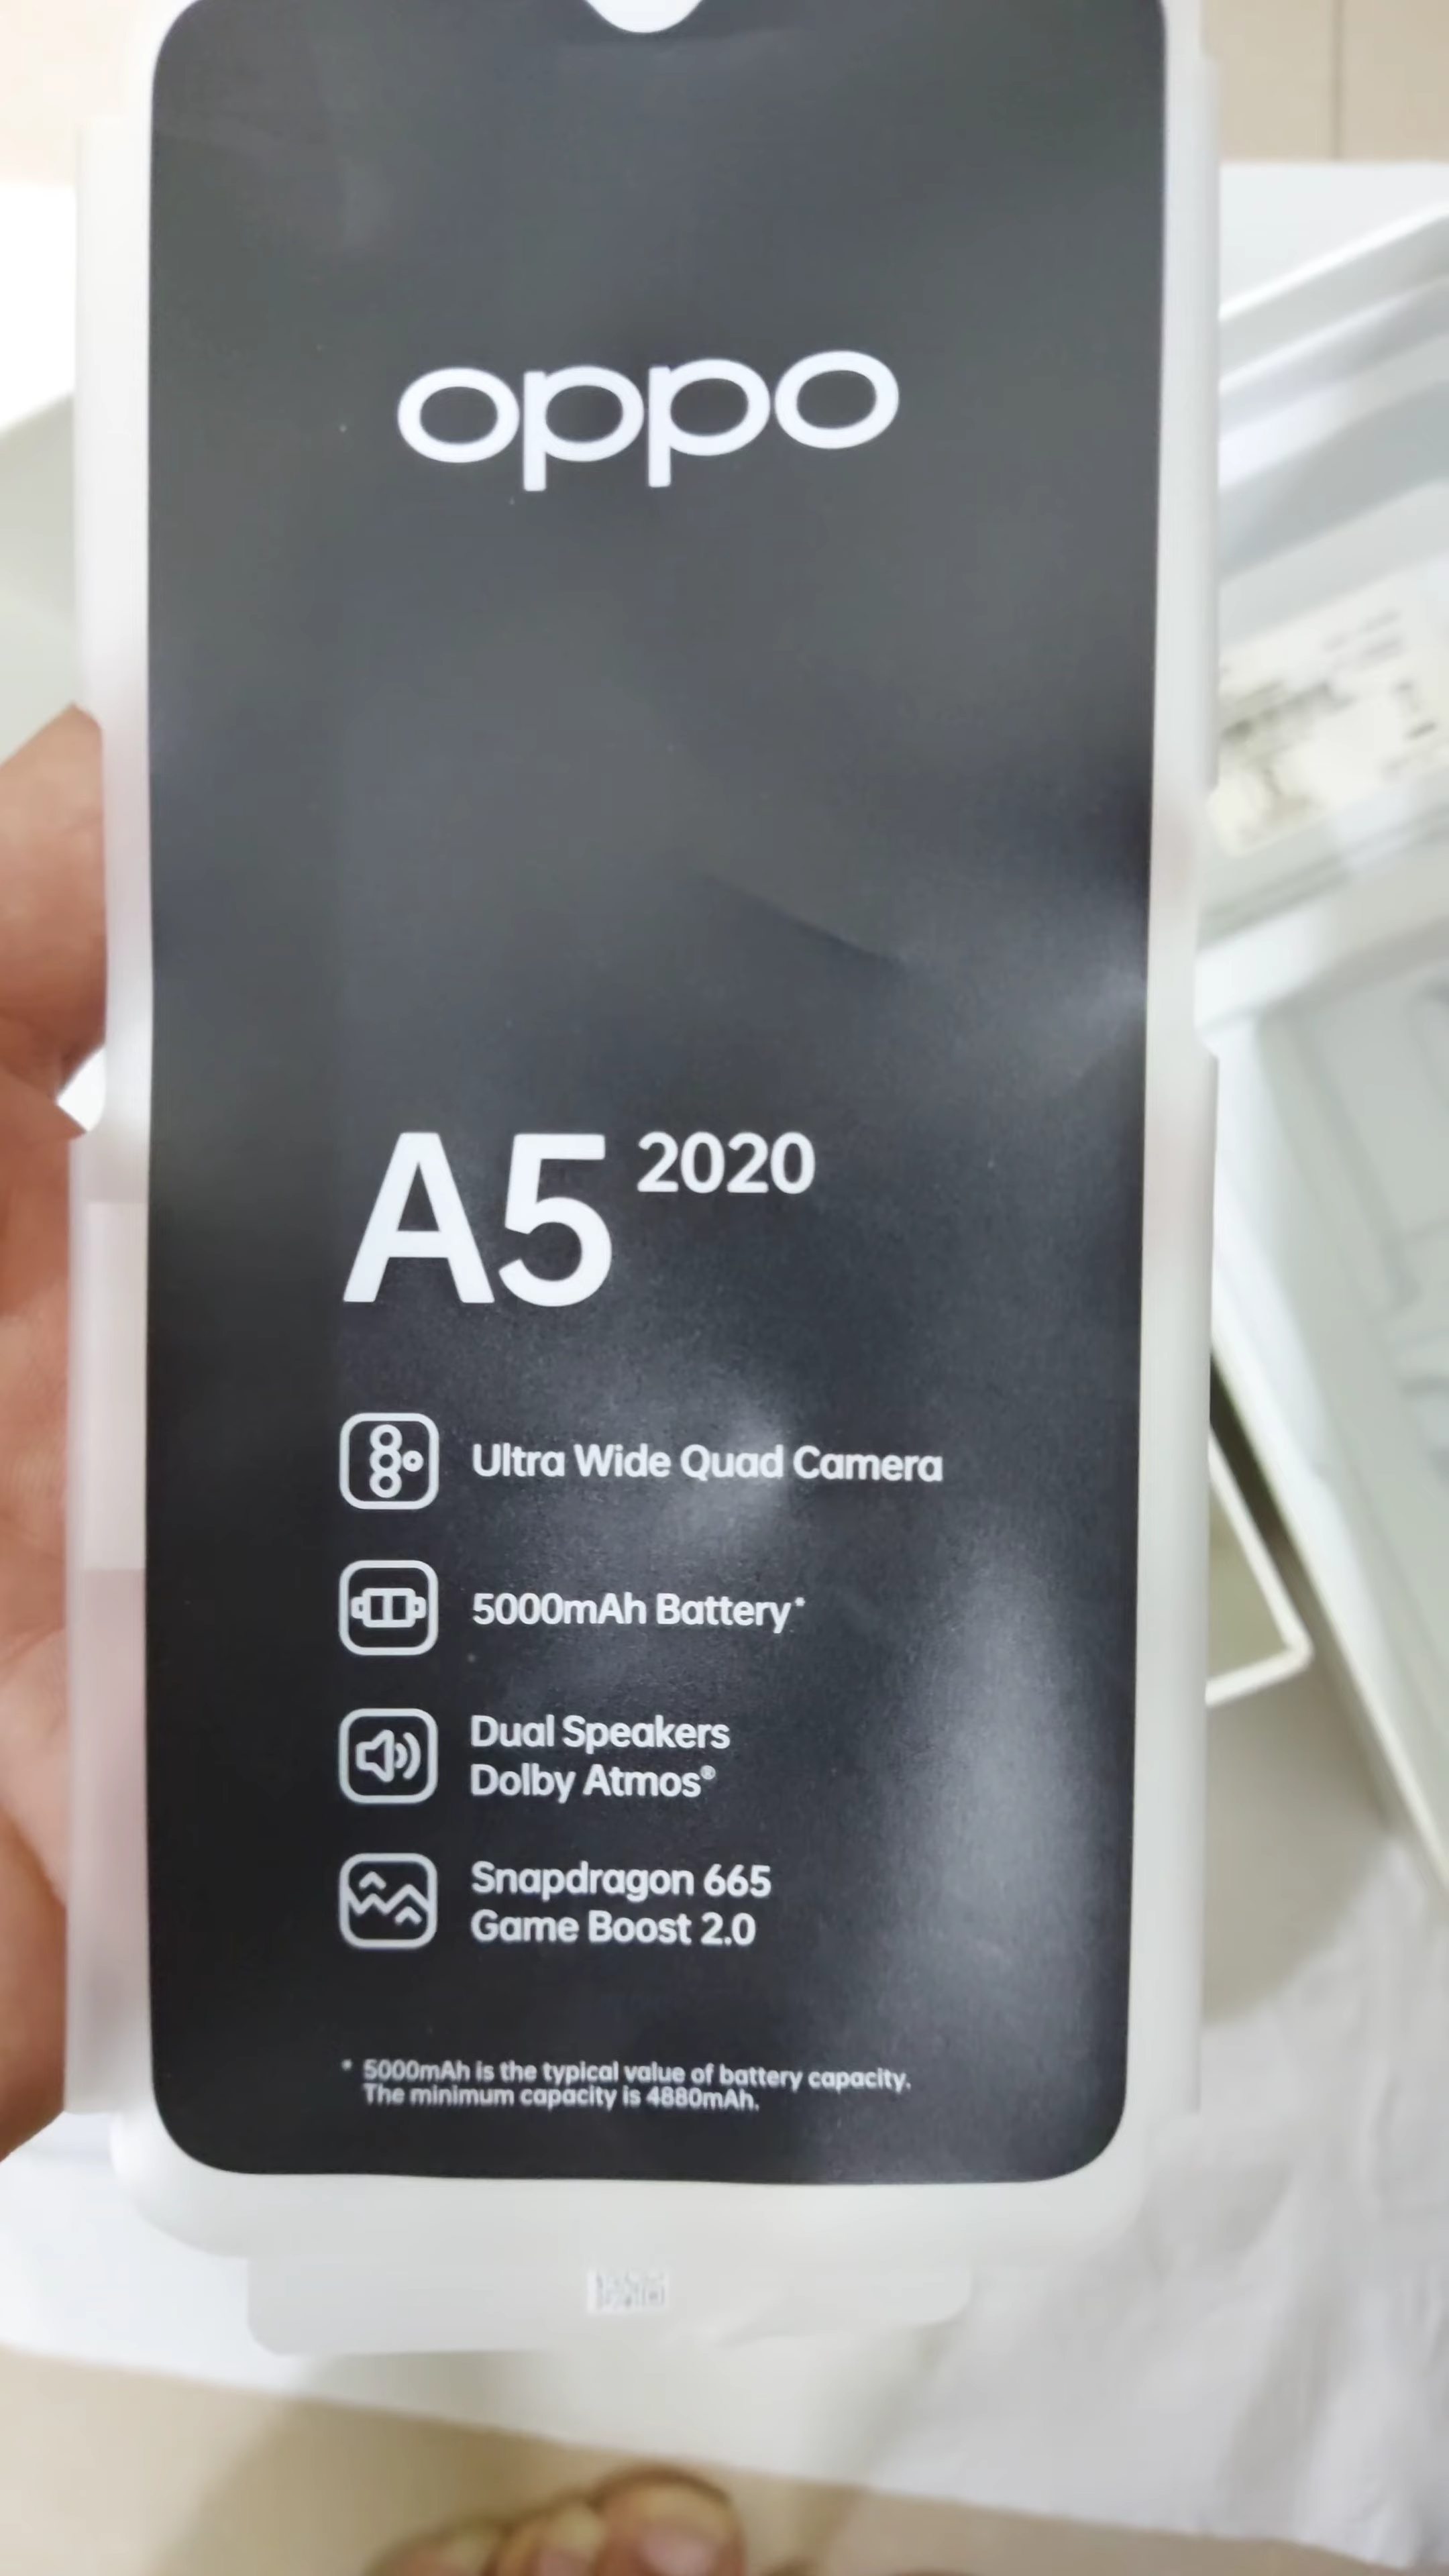 oppo
A5 2020
Ultra Wide Quad Camera
5000mAh Battery*
Dual Speakers
Dolby Atmos®
Snapdragon 665
Game Boost 2.0
* 5000mAh is the typical value of battery capacity.
The minimum capacity is 4880mAh.